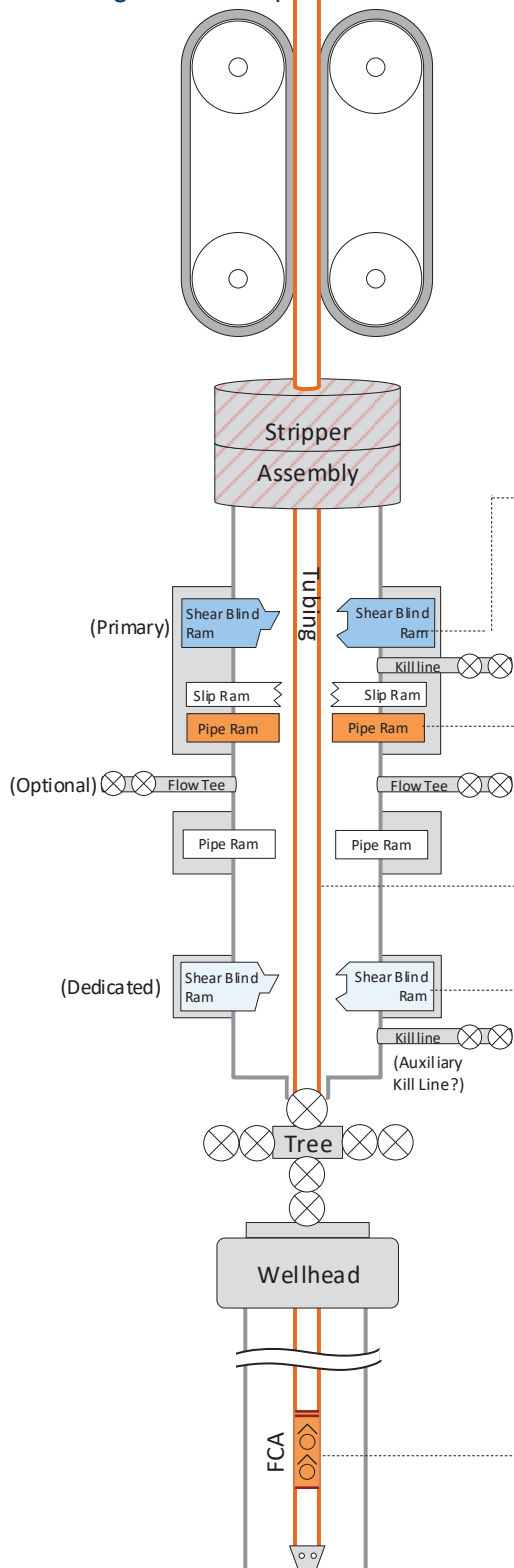 Stripper
Assembly
Tubing
(Primary)
Shear Blind
Ram
Shear Blind
Ram
Kill line
Slip Ram
Slip Ram
Pipe Ram
Pipe Ram
(Optional)
Flow Tee
Flow Tee
Pipe Ram
Pipe Ram
(Dedicated)
Shear Blind
Ram
Shear Blind
Ram
Kill line
(Auxiliary
Kill Line?)
Tree
Wellhead
FCA